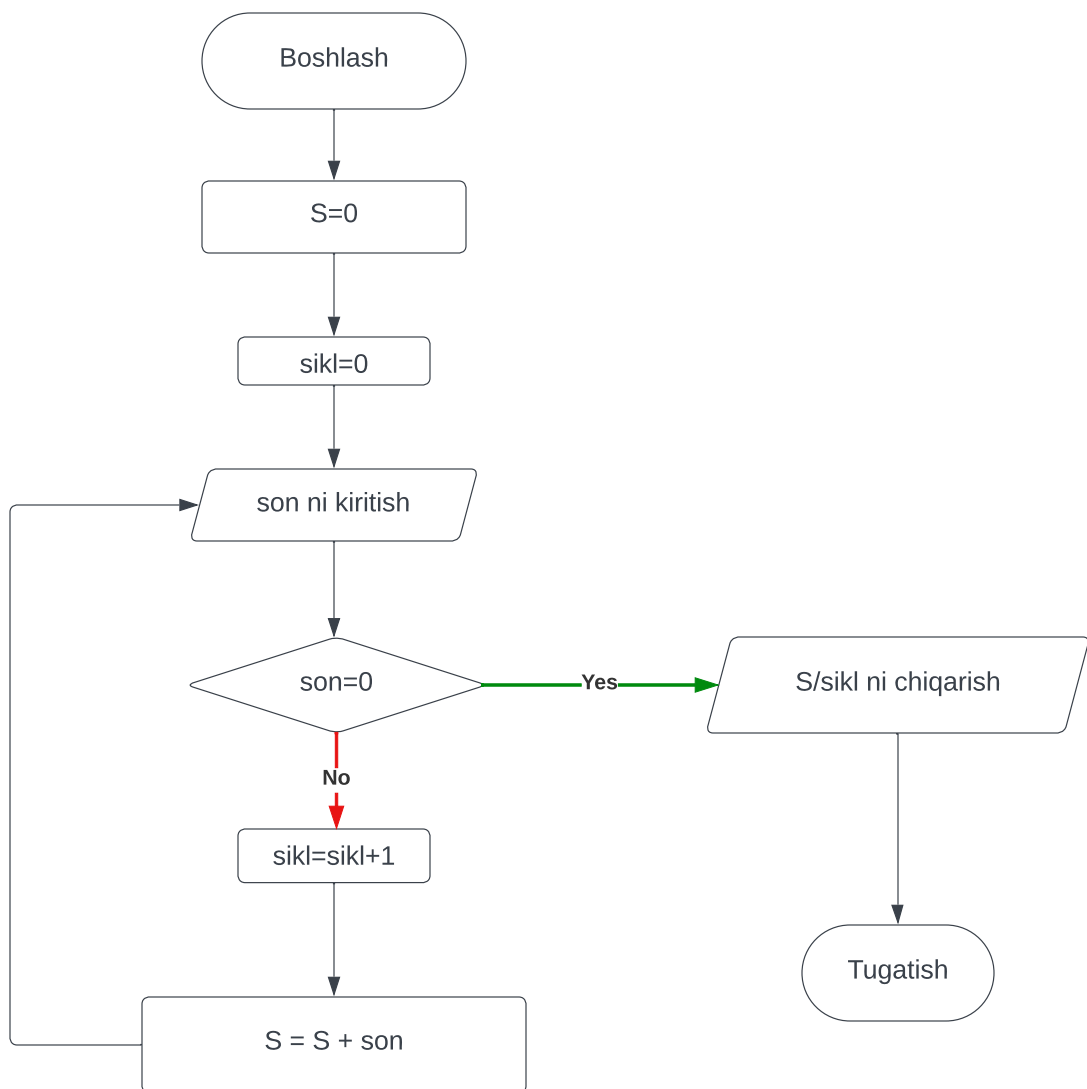 Boshlash
S=0
sikl=0
son ni kiritish
son=0
Yes
S/sikl ni chiqarish
No
sikl=sikl+1
Tugatish
S = S + son